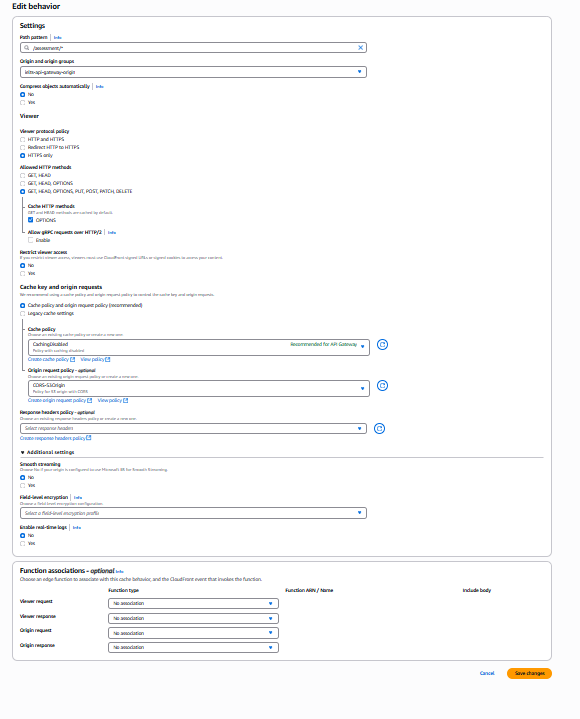 Edit behavior
Settings
Path pattern | Info
/assessment/*
Origin and origin groups
ielts-api-gateway-origin
Compress objects automatically | Info
No
Yes
Viewer
Viewer protocol policy
HTTP and HTTPS
Redirect HTTP to HTTPS
HTTPS only
Allowed HTTP methods
GET, HEAD
GET, HEAD, OPTIONS
GET, HEAD, OPTIONS, PUT, POST, PATCH, DELETE
Cache HTTP methods
GET and HEAD methods are cached by default.
OPTIONS
Allow gRPC requests over HTTP/2 | Info
Enable
Restrict viewer access
If you restrict viewer access, viewers must use CloudFront signed URLs or signed cookies to access your content.
No
Yes
Cache key and origin requests
We recommend using a cache policy and origin request policy to control the cache key and origin requests.
Cache policy and origin request policy (recommended)
Legacy cache settings
Cache policy
Choose an existing cache policy or create a new one.
CachingDisabled Recommended for API Gateway
Policy with caching disabled
Create cache policy View policy
Origin request policy - optional
Choose an existing origin request policy or create a new one.
CORS-S3Origin
Policy for S3 origin with CORS
Create origin request policy View policy
Response headers policy - optional
Choose an existing response headers policy or create a new one.
Select response headers
Create response headers policy
Additional settings
Smooth streaming
Choose No if your origin is configured to use Microsoft IIS for Smooth Streaming.
No
Yes
Field-level encryption | Info
Choose a field-level encryption configuration.
Select a field-level encryption profile
Enable real-time logs | Info
No
Yes
Function associations - optional Info
Choose an edge function to associate with this cache behavior, and the CloudFront event that invokes the function.
Function type Function ARN / Name Include body
Viewer request No association
Viewer response No association
Origin request No association
Origin response No association
Cancel Save changes